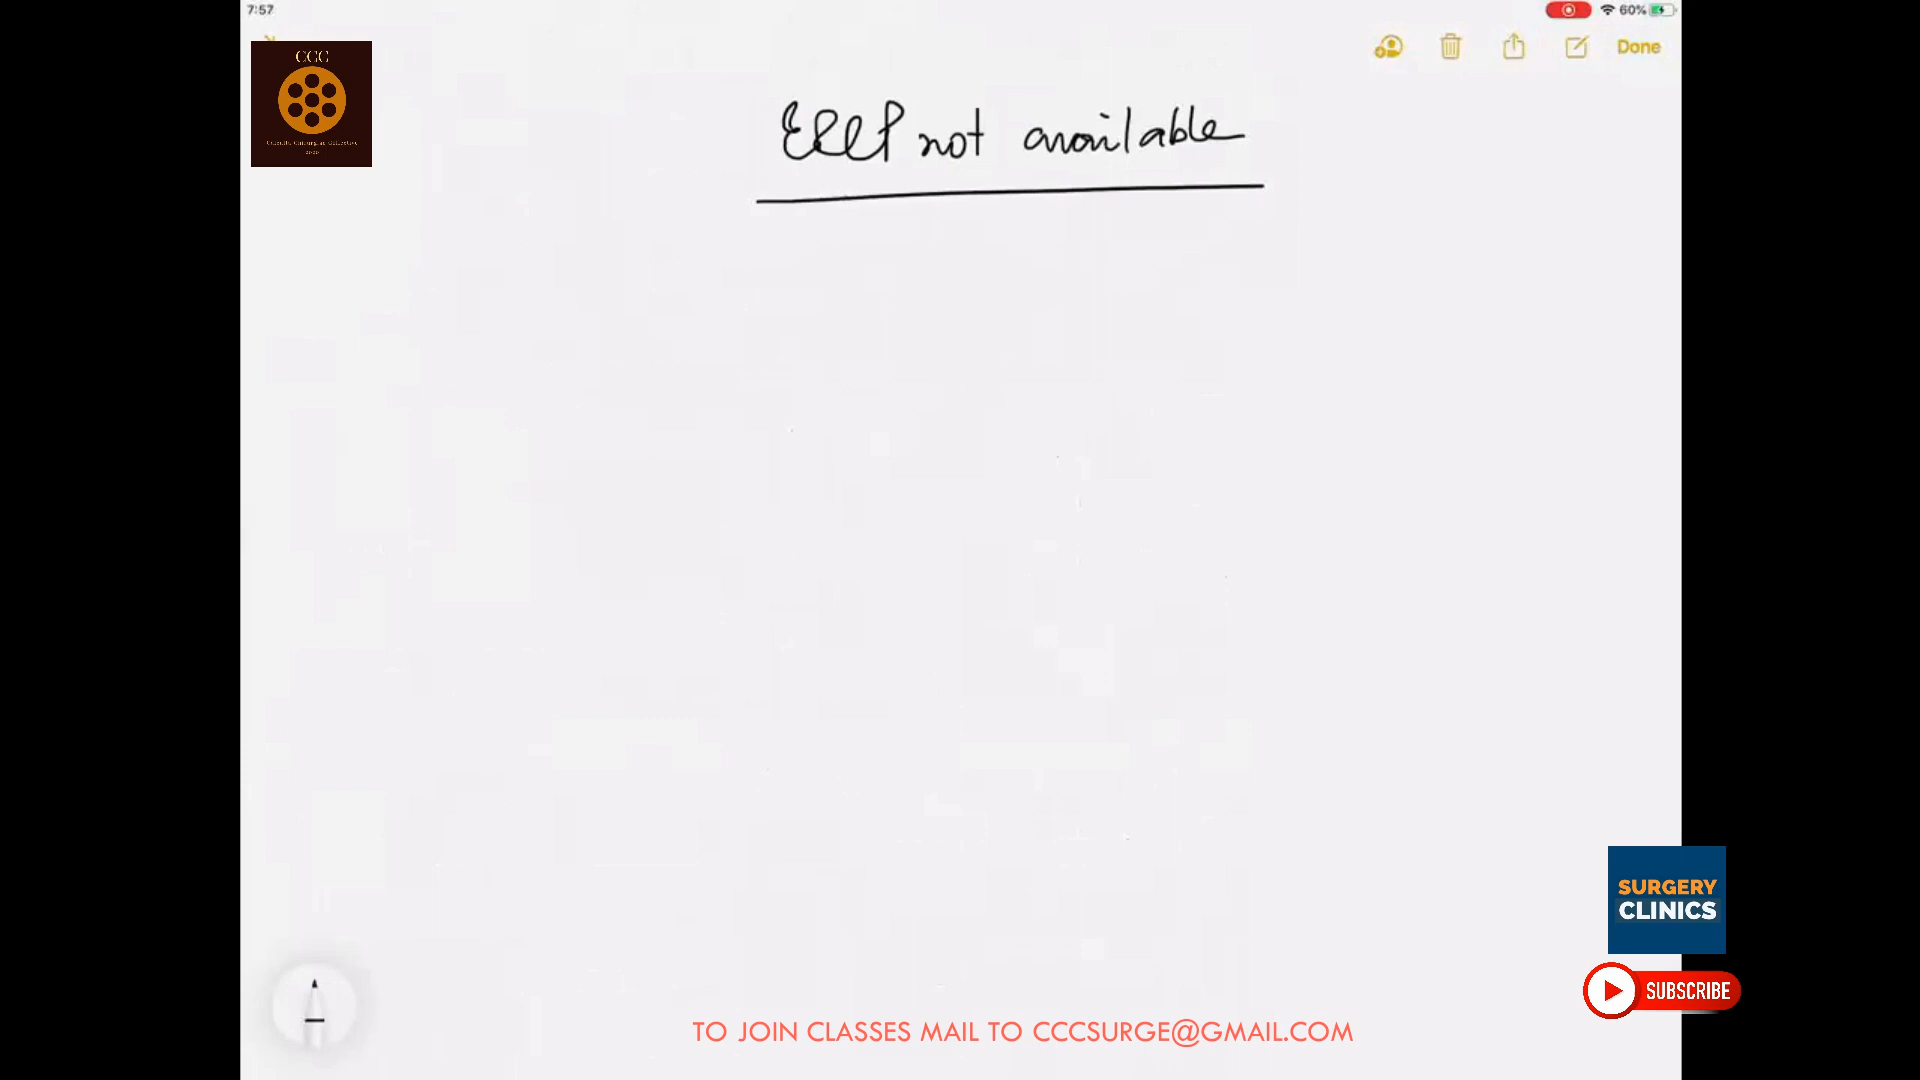 7:57
60%
Done
CCC
2020
ERCP not available
SURGERY
CLINICS
SUBSCRIBE
TO JOIN CLASSES MAIL TO CCCSURGE@GMAIL.COM